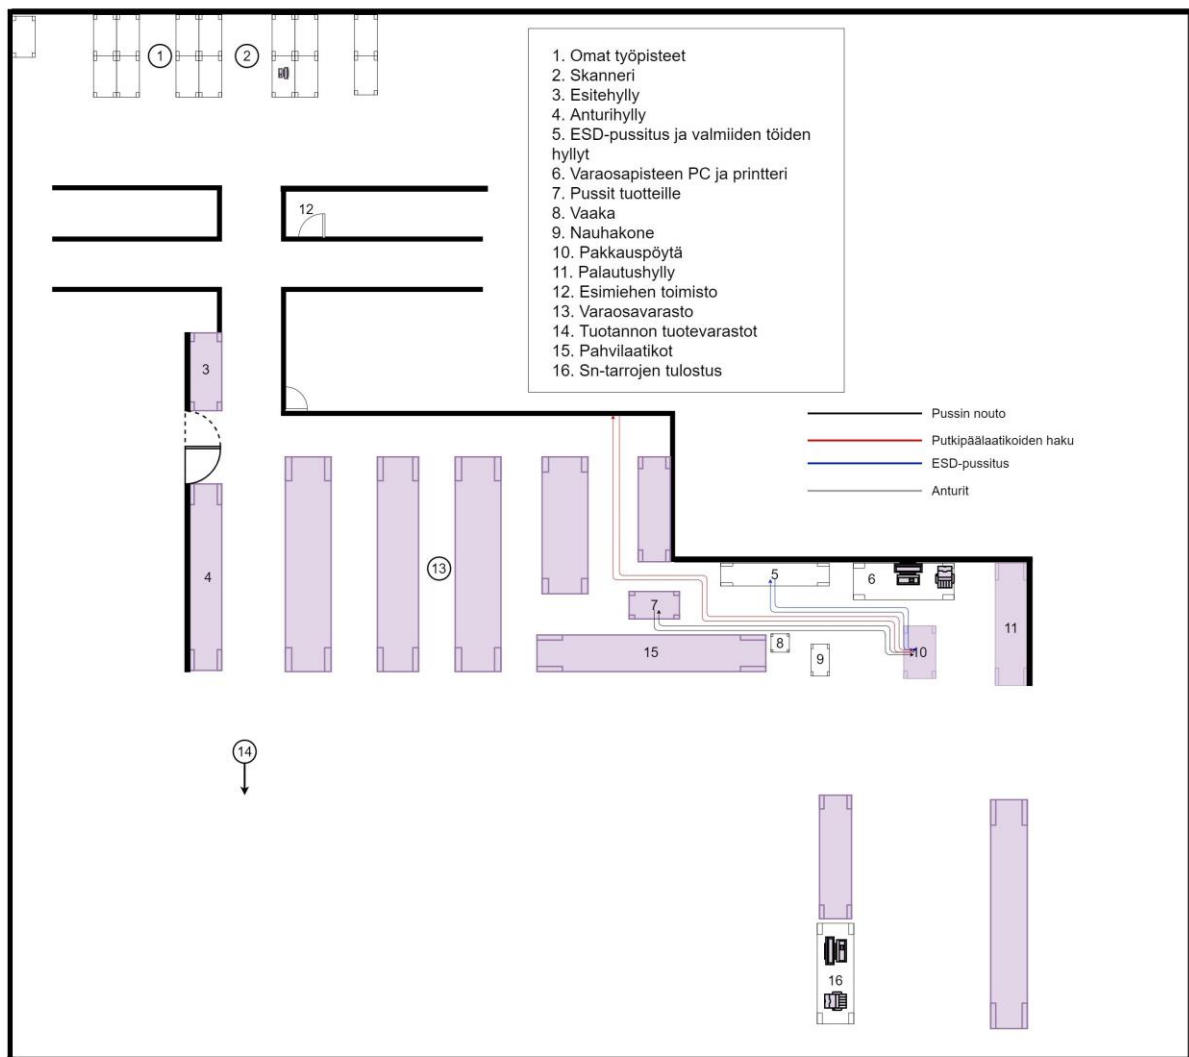 1
2
1. Omat työpisteet
2. Skanneri
3. Esitehylly
4. Anturihylly
5. ESD-pussitus ja valmiiden töiden
hyllyt
6. Varaosapisteen PC ja printteri
7. Pussit tuotteille
8. Vaaka
9. Nauhakone
10. Pakkauspöytä
11. Palautushylly
12. Esimiehen toimisto
13. Varaosavarasto
14. Tuotannon tuotevarastot
15. Pahvilaatikot
16. Sn-tarrojen tulostus
12
3
Pussin nouto
Putkipäälaatikoiden haku
ESD-pussitus
Anturit
4
13
5
6
7
8
9
10
11
15
14
16